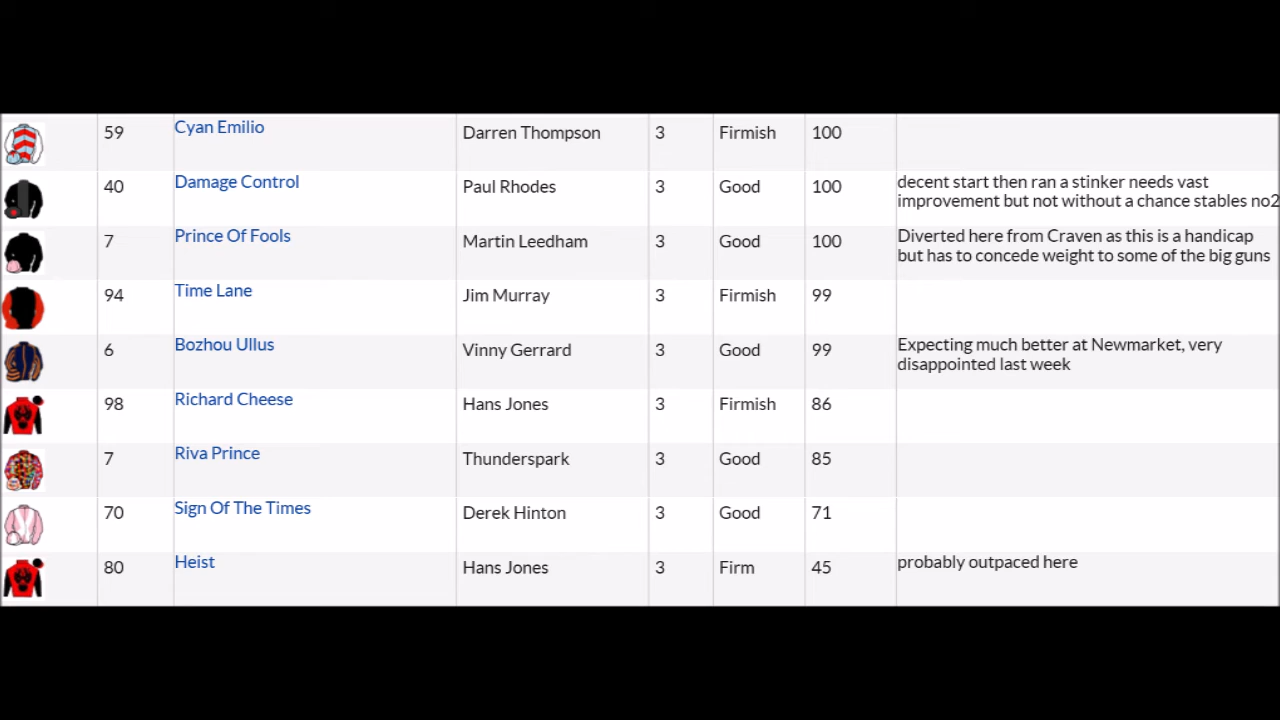 59 Cyan Emilio Darren Thompson 3 Firmish 100
40 Damage Control Paul Rhodes 3 Good 100 decent start then ran a stinker needs vast
improvement but not without a chance stables no2
7 Prince Of Fools Martin Leedham 3 Good 100 Diverted here from Craven as this is a handicap
but has to concede weight to some of the big guns
94 Time Lane Jim Murray 3 Firmish 99
6 Bozhou Ullus Vinny Gerrard 3 Good 99 Expecting much better at Newmarket, very
disappointed last week
98 Richard Cheese Hans Jones 3 Firmish 86
7 Riva Prince Thunderspark 3 Good 85
70 Sign Of The Times Derek Hinton 3 Good 71
80 Heist Hans Jones 3 Firm 45 probably outpaced here